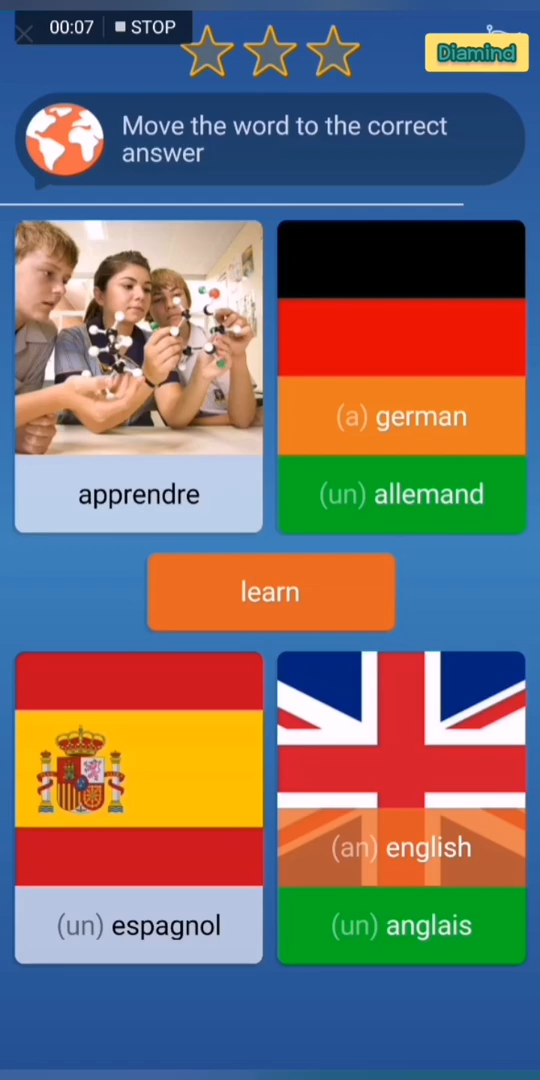 00:07 STOP
Diamind
Move the word to the correct
answer
(a) german
apprendre
(un) allemand
learn
(an) english
(un) espagnol
(un) anglais